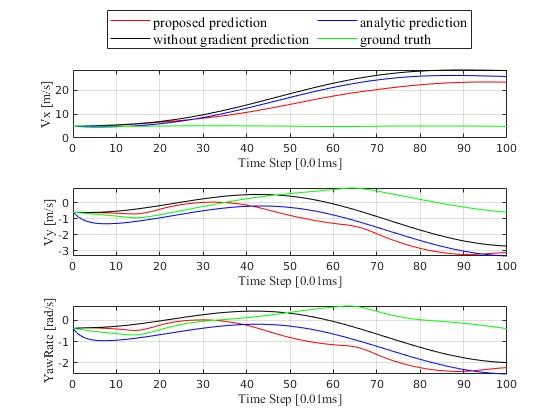 proposed prediction analytic prediction
without gradient prediction ground truth
Vx [m/s]
20
10
0
0 10 20 30 40 50 60 70 80 90 100
Time Step [0.01ms]
Vy [m/s]
0
-1
-2
-3
0 10 20 30 40 50 60 70 80 90 100
Time Step [0.01ms]
YawRate [rad/s]
0
-1
-2
0 10 20 30 40 50 60 70 80 90 100
Time Step [0.01ms]